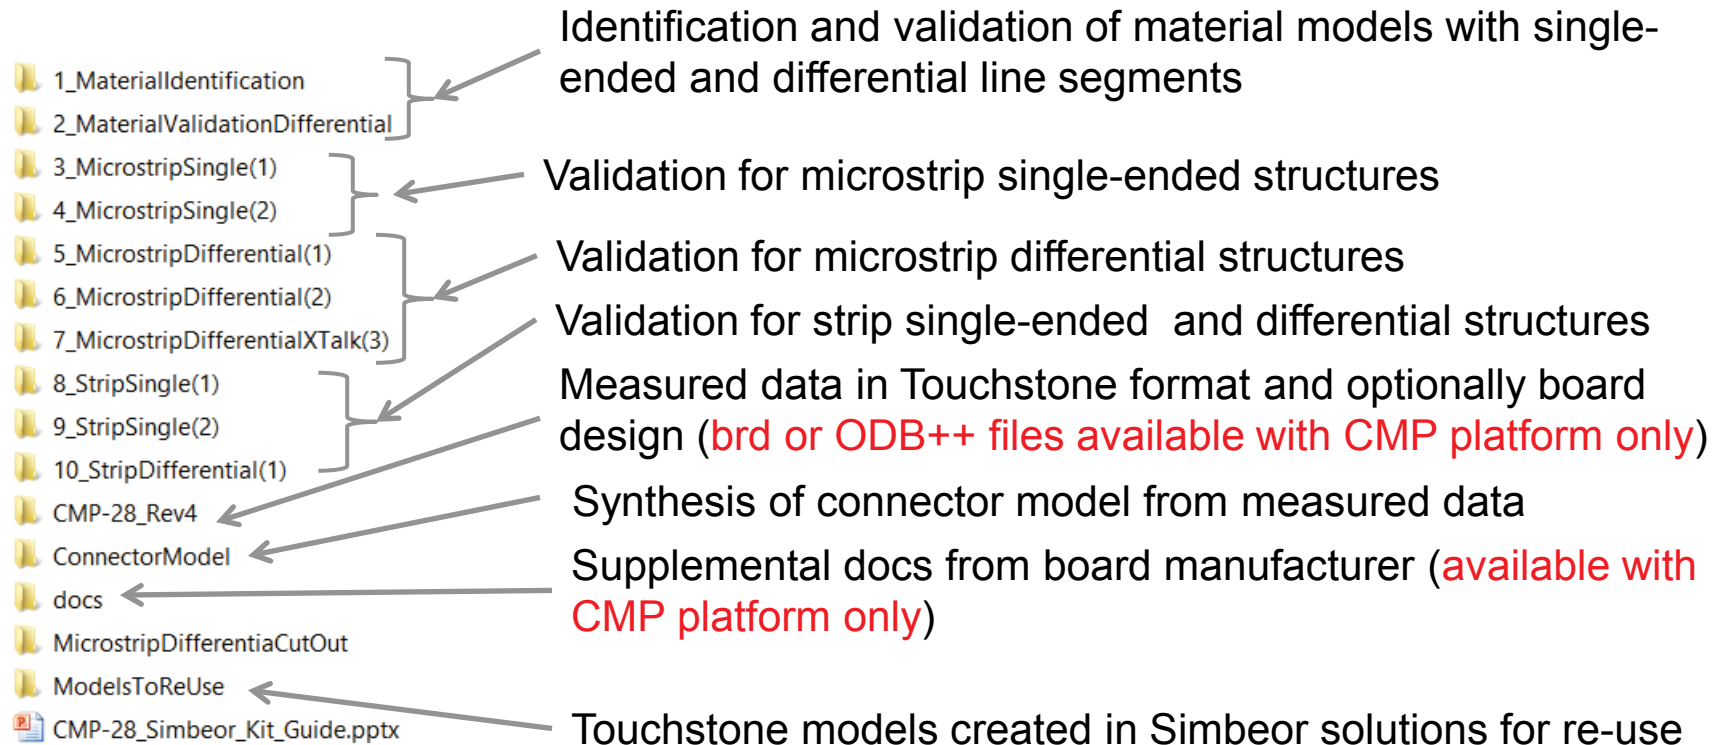 1_MaterialIdentification
2_MaterialValidationDifferential
3_MicrostripSingle(1)
4_MicrostripSingle(2)
5_MicrostripDifferential(1)
6_MicrostripDifferential(2)
7_MicrostripDifferentialXTalk(3)
8_StripSingle(1)
9_StripSingle(2)
10_StripDifferential(1)
CMP-28_Rev4
ConnectorModel
docs
MicrostripDifferentiaCutOut
ModelsToReUse
CMP-28_Simbeor_Kit_Guide.pptx
Identification and validation of material models with single-
ended and differential line segments
Validation for microstrip single-ended structures
Validation for microstrip differential structures
Validation for strip single-ended and differential structures
Measured data in Touchstone format and optionally board
design (brd or ODB++ files available with CMP platform only)
Synthesis of connector model from measured data
Supplemental docs from board manufacturer (available with
CMP platform only)
Touchstone models created in Simbeor solutions for re-use